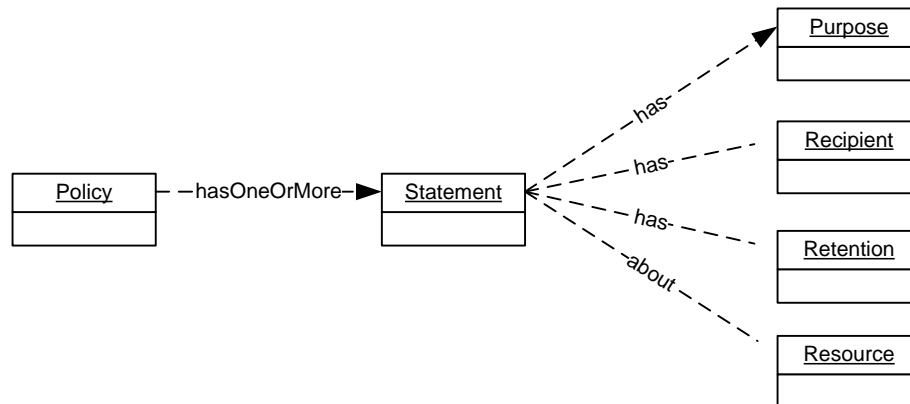 Purpose
has
Recipient
has
Policy
hasOneOrMore
Statement
has
Retention
about
Resource